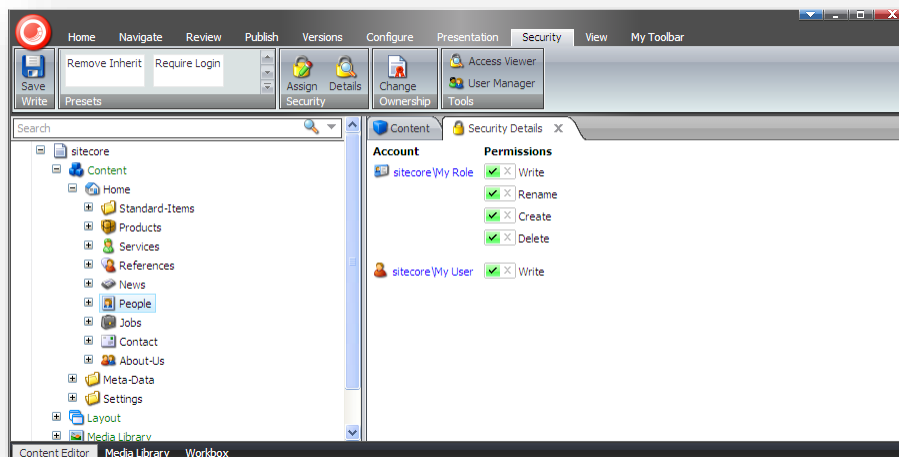 Home Navigate Review Publish Versions Configure Presentation Security View My Toolbar
Remove Inherit Require Login
Access Viewer
User Manager
Save Assign Details Change
Write Presets Security Ownership Tools
Search
Content Security Details X
sitecore
Content
Home
Standard-Items
Products
Services
References
News
People
Jobs
Contact
About-Us
Meta-Data
Settings
Layout
Media Library
Account Permissions
sitecore\My Role Write
Rename
Create
Delete
sitecore\My User Write
Content Editor Media Library Workbox